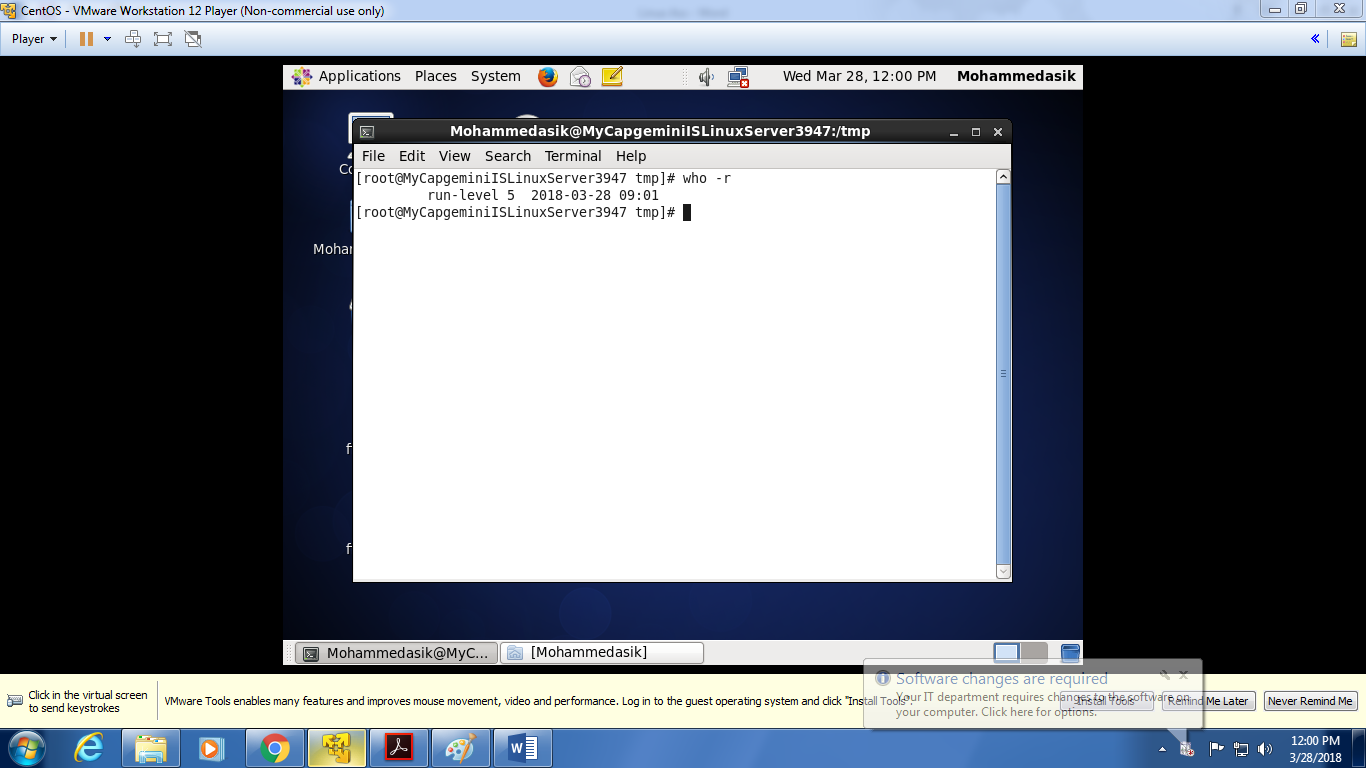 CentOS - VMware Workstation 12 Player (Non-commercial use only)
Player
Applications Places System Wed Mar 28, 12:00 PM Mohammedasik
Mohammedasik@MyCapgeminiISLinuxServer3947:/tmp
File Edit View Search Terminal Help
[root@MyCapgeminiISLinuxServer3947 tmp]# who -r
run-level 5 2018-03-28 09:01
[root@MyCapgeminiISLinuxServer3947 tmp]#
Co
Moha
f
f
Mohammedasik@MyC... [Mohammedasik]
Software changes are required
Your IT department requires changes to the software on
your computer. Click here for options.
Click in the virtual screen
to send keystrokes
VMware Tools enables many features and improves mouse movement, video and performance. Log in to the guest operating system and click "Install Tools".
Install Tools Remind Me Later Never Remind Me
12:00 PM
3/28/2018